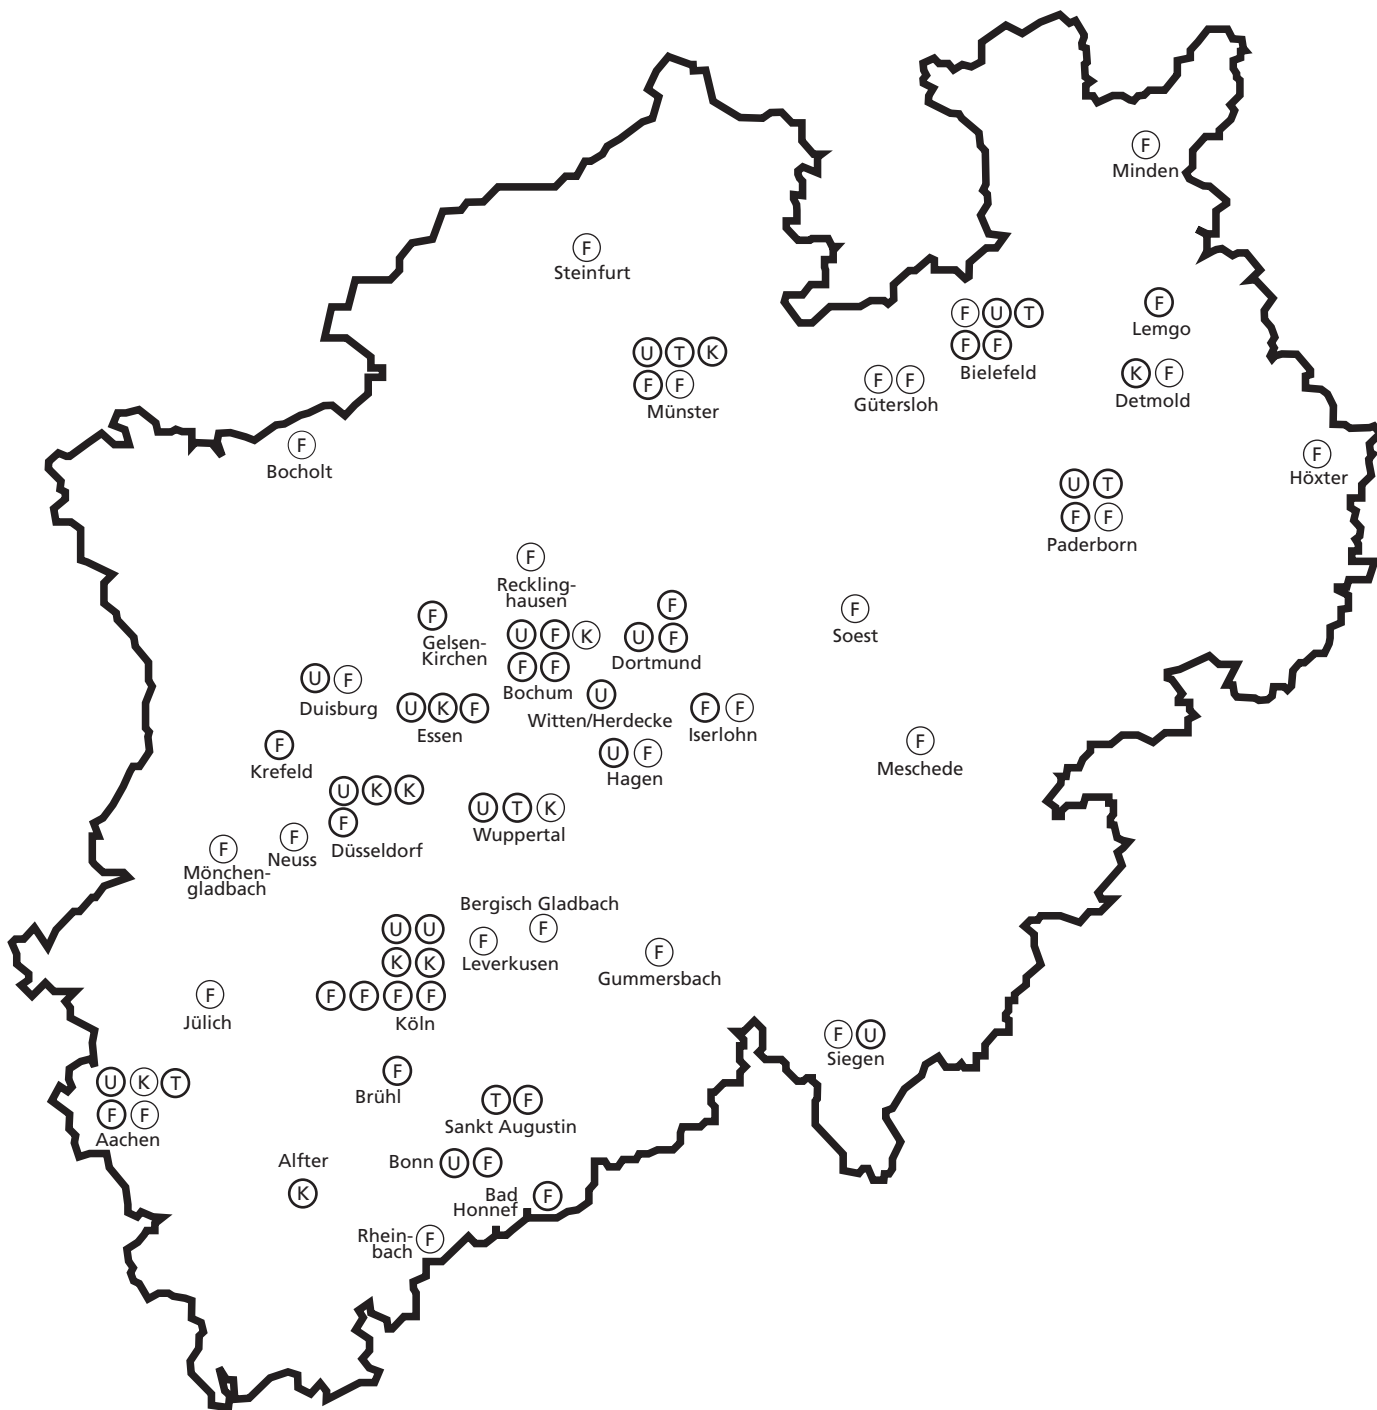 F
Minden
F
Steinfurt
F
Lemgo
F U T
F F
Bielefeld
U T K
F F
Münster
F F
Gütersloh
K F
Detmold
F
Bocholt
F
Höxter
U T
F F
Paderborn
F
Reckling-
hausen
F
Gelsen-
Kirchen
U F K
F F
Bochum
F
U F
Dortmund
F
Soest
U F
Duisburg
U K F
Essen
U
Witten/Herdecke
F F
Iserlohn
F
Krefeld
U F
Hagen
F
Meschede
U K K
F
Düsseldorf
U T K
Wuppertal
F
Neuss
F
Mönchen-
gladbach
Bergisch Gladbach
F
F
Leverkusen
U U
K K
F F F F
Köln
F
Gummersbach
F
Jülich
F U
Siegen
F
Brühl
U K T
F F
Aachen
T F
Sankt Augustin
Alfter
K
Bonn U F
Bad
Honnef F
Rhein-
bach F